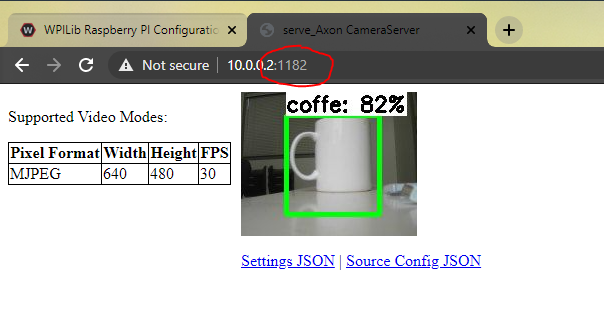 WPILib Raspberry PI Configuratic
serve_Axon CameraServer
Not secure | 10.0.0.2:1182
Supported Video Modes:
Pixel Format Width Height FPS
MJPEG 640 480 30
coffe: 82%
Settings JSON | Source Config JSON